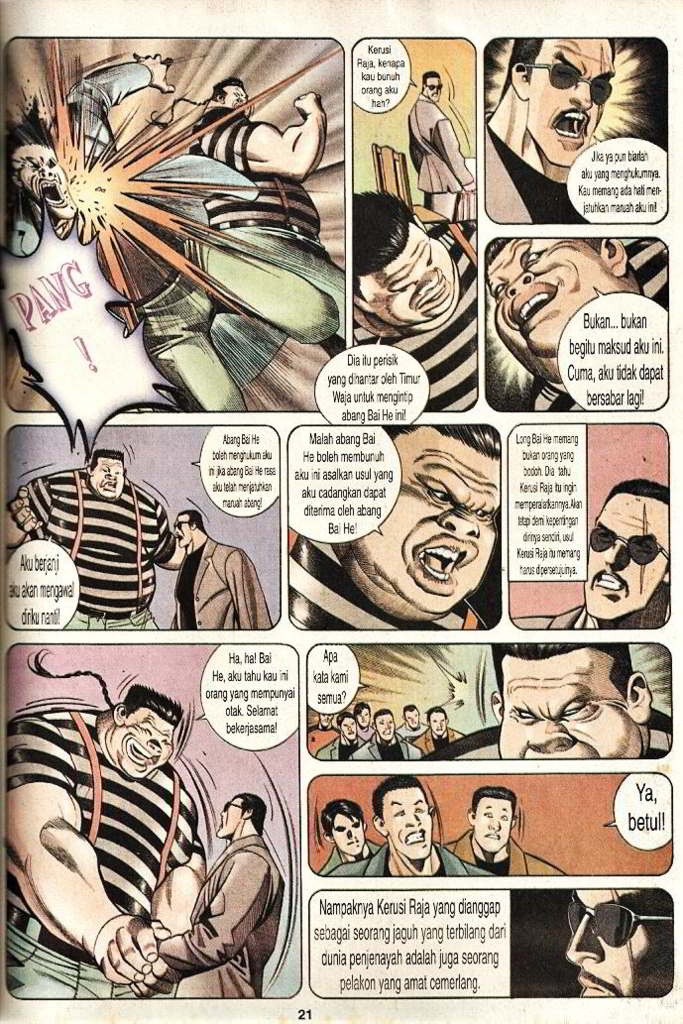 PANG
!
Kerusi
Raja, kenapa
kau bunuh
orang aku
hah?
Dia itu perisik
yang dihantar oleh Timur
Waja untuk mengintip
abang Bai He ini!
Jika ya pun biarlah
aku yang menghukumnya.
Kau memang ada hati men-
jatuhkan maruah aku ini!
Bukan... bukan
begitu maksud aku ini.
Cuma, aku tidak dapat
bersabar lagi!
Abang Bai He
boleh menghukum aku
ini jika abang Bai He rasa
aku telah menjatuhkan
maruah abang!
Aku berjanji
aku akan mengawal
diriku nanti!
Malah abang Bai
He boleh membunuh
aku ini asalkan usul yang
aku cadangkan dapat
diterima oleh abang
Bai He!
Long Bai He memang
bukan orang yang
bodoh. Dia tahu
Kerusi Raja itu ingin
memperalatkannya. Akan
tetapi demi kepentingan
dirinya sendiri, usul
Kerusi Raja itu memang
harus dipersetujuinya.
Ha, ha! Bai
He, aku tahu kau ini
orang yang mempunyai
otak. Selamat
bekerjasama!
Apa
kata kami
semua?
Ya,
betul!
Nampaknya Kerusi Raja yang dianggap
sebagai seorang jaguh yang terbilang dari
dunia penjenayah adalah juga seorang
pelakon yang amat cemerlang.
21